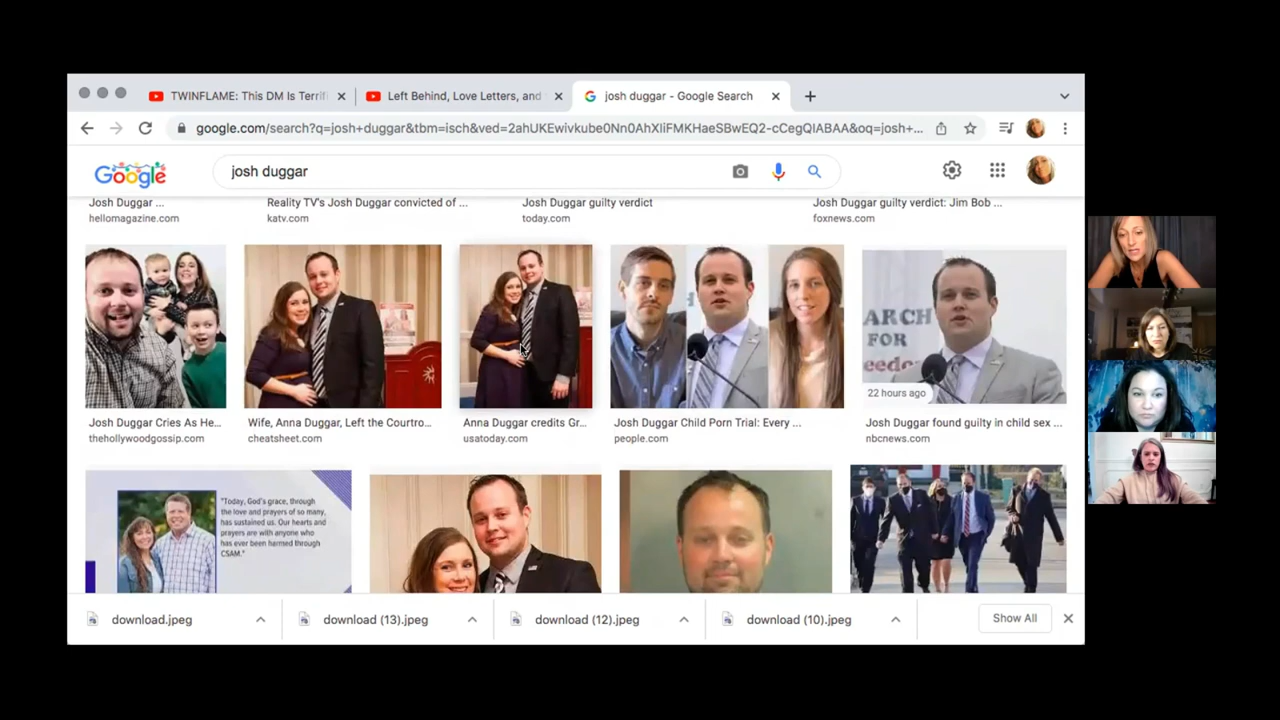 TWINFLAME: This DM Is Terrifi
Left Behind, Love Letters, and
josh duggar - Google Search
google.com/search?q=josh+duggar&tbm=isch&ved=2ahUKEwivkube0Nn0AhXIiFMKHaeSBwEQ2-cCegQIABAA&oq=josh+...
Google
josh duggar
Josh Duggar ...
hellomagazine.com
Reality TV's Josh Duggar convicted of ...
katv.com
Josh Duggar guilty verdict
today.com
Josh Duggar guilty verdict: Jim Bob ...
foxnews.com
ARCH
FOR
eedo
22 hours ago
Josh Duggar Cries As He...
thehollywoodgossip.com
Wife, Anna Duggar, Left the Courtro...
cheatsheet.com
Anna Duggar credits Gr...
usatoday.com
Josh Duggar Child Porn Trial: Every ...
people.com
Josh Duggar found guilty in child sex ...
nbcnews.com
"Today, God's grace, through
the love and prayers of so many,
has sustained us. Our hearts and
prayers are with anyone who
has ever been harmed through
CSAM."
download.jpeg
download (13).jpeg
download (12).jpeg
download (10).jpeg
Show All